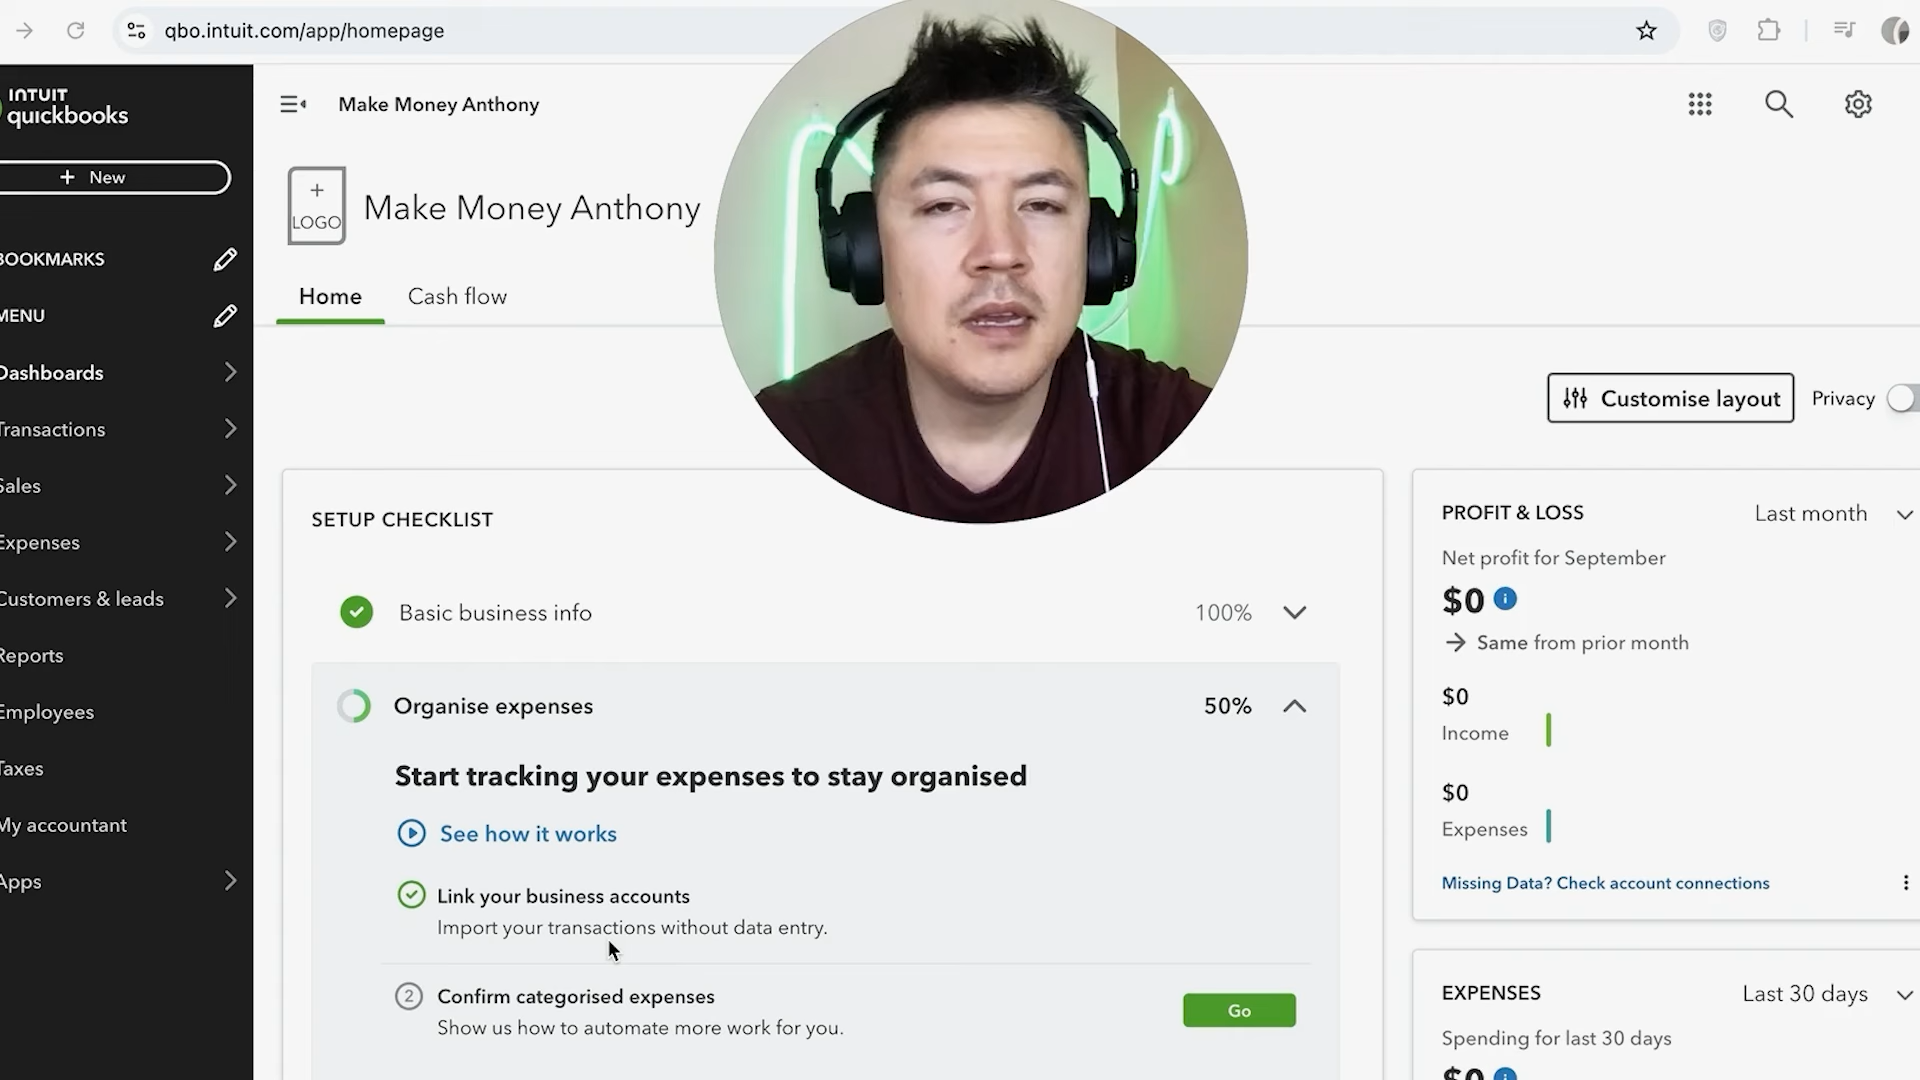 qbo.intuit.com/app/homepage
INTUIT
quickbooks
+ New
BOOKMARKS
MENU
Dashboards
Transactions
Sales
Expenses
Customers & leads
Reports
Employees
Taxes
My accountant
Apps
Make Money Anthony
+
LOGO
Make Money Anthony
Home
Cash flow
Customise layout
Privacy
SETUP CHECKLIST
Basic business info 100%
Organise expenses 50%
Start tracking your expenses to stay organised
See how it works
Link your business accounts
Import your transactions without data entry.
2 Confirm categorised expenses
Show us how to automate more work for you.
Go
PROFIT & LOSS Last month
Net profit for September
$0
Same from prior month
$0
Income
$0
Expenses
Missing Data? Check account connections
EXPENSES Last 30 days
Spending for last 30 days
$0